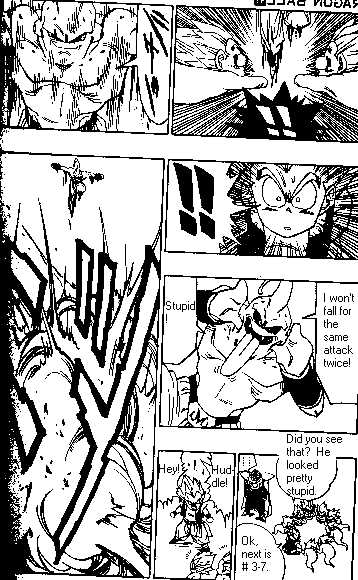 RAGON BALL
!!
!!
Stupid
I won't
fall for
the
same
attack
twice!
Hey!
Hud-
dle!
Did you see
that? He
looked
pretty
stupid.
Ok,
next is
# 3-7.